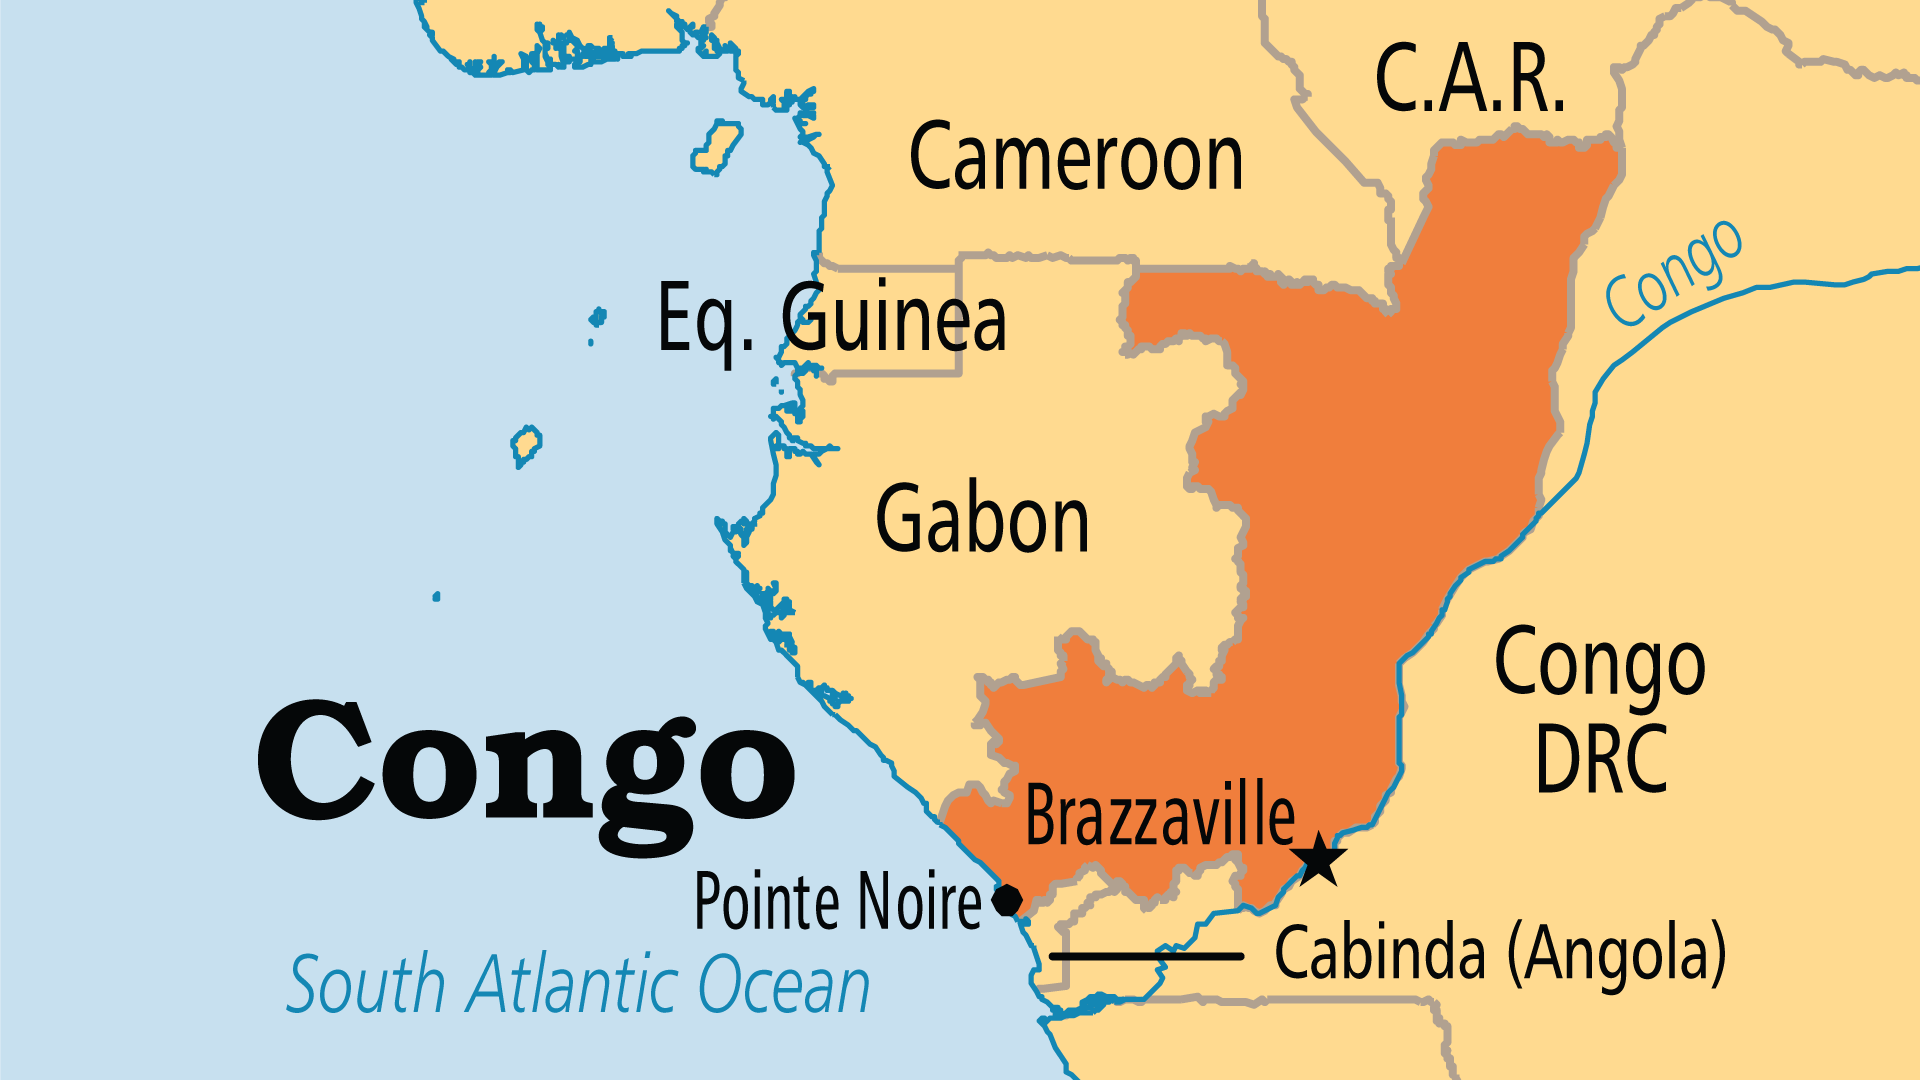 C.A.R.
Cameroon
Congo
Eq. Guinea
Gabon
Congo
DRC
Congo
Brazzaville
Pointe Noire
Cabinda (Angola)
South Atlantic Ocean